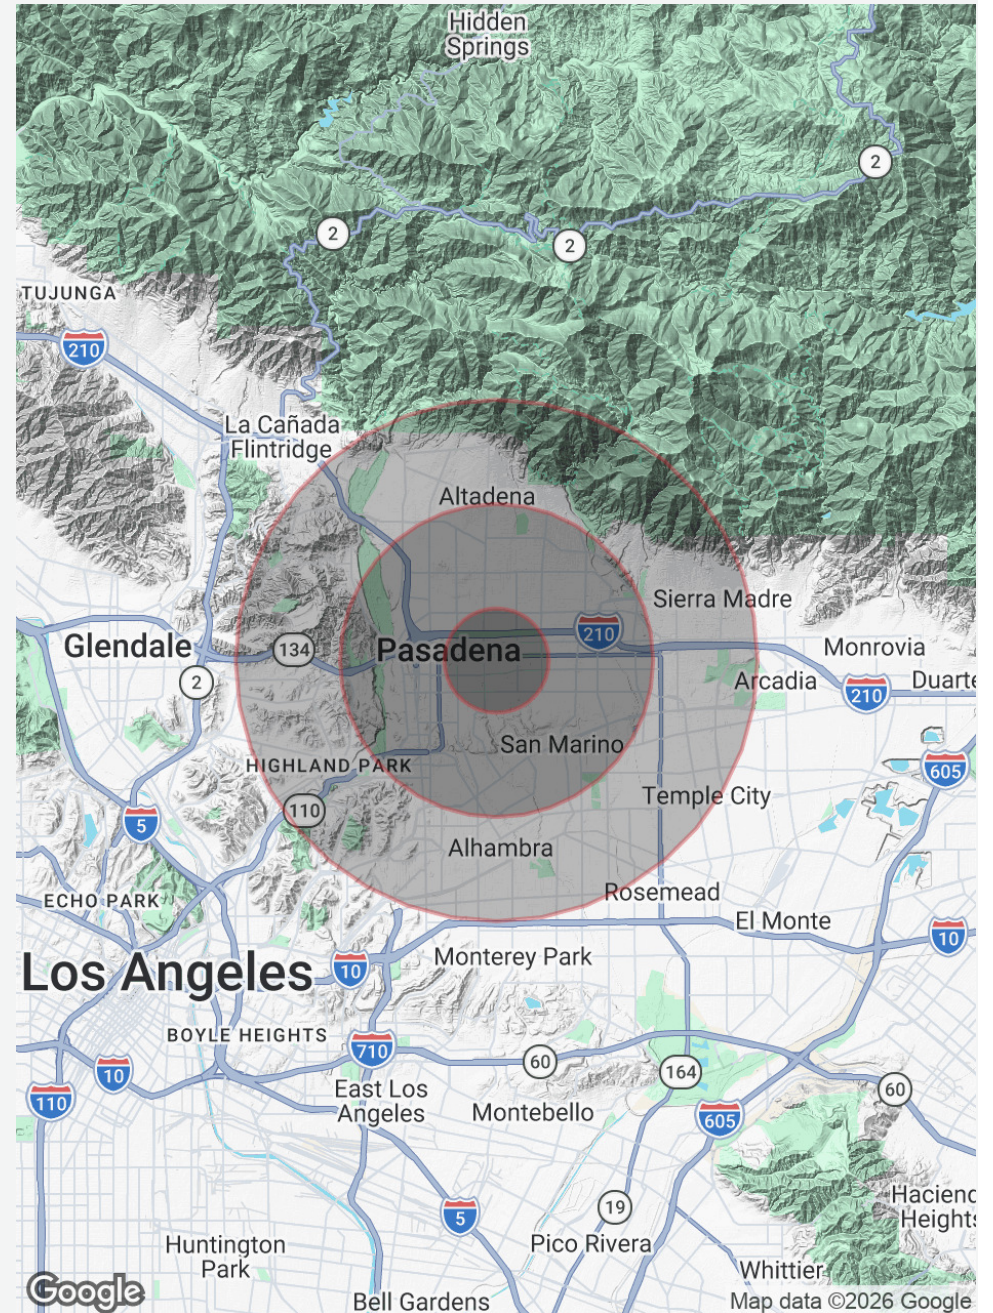 Hidden
Springs
2
2
2
TUJUNGA
210
La Cañada
Flintridge
Altadena
Sierra Madre
210
Glendale
134
Pasadena
Monrovia
2
Arcadia
210
Duarte
San Marino
HIGHLAND PARK
605
Temple City
110
5
Alhambra
Rosemead
ECHO PARK
El Monte
10
Monterey Park
Los Angeles
10
BOYLE HEIGHTS
710
60
164
10
60
110
East Los
Angeles
Montebello
605
Hacienc
Heights
19
5
Pico Rivera
Huntington
Park
Whittier
Google
Bell Gardens
Map data ©2026 Google